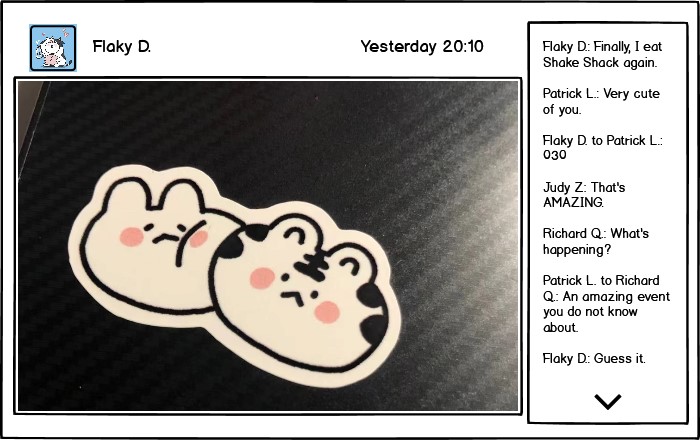 Flaky D.
Yesterday 20:10
Flaky D.: Finally, I eat
Shake Shack again.
Patrick L.: Very cute
of you.
Flaky D. to Patrick L.:
030
Judy Z: That's
AMAZING.
Richard Q.: What's
happening?
Patrick L. to Richard
Q.: An amazing event
you do not know
about.
Flaky D.: Guess it.